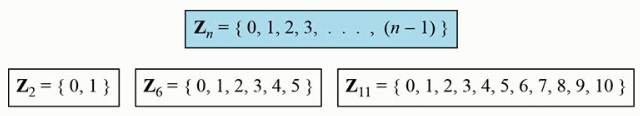 Zₙ = { 0, 1, 2, 3, . . . , (n − 1) }
Z₂ = { 0, 1 } Z₆ = { 0, 1, 2, 3, 4, 5 } Z₁₁ = { 0, 1, 2, 3, 4, 5, 6, 7, 8, 9, 10 }